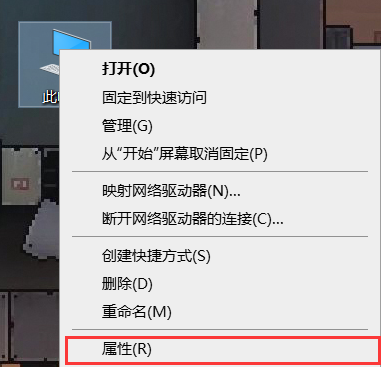 此
打开(O)
固定到快速访问
管理(G)
从“开始”屏幕取消固定(P)
映射网络驱动器(N)...
断开网络驱动器的连接(C)...
创建快捷方式(S)
删除(D)
重命名(M)
属性(R)